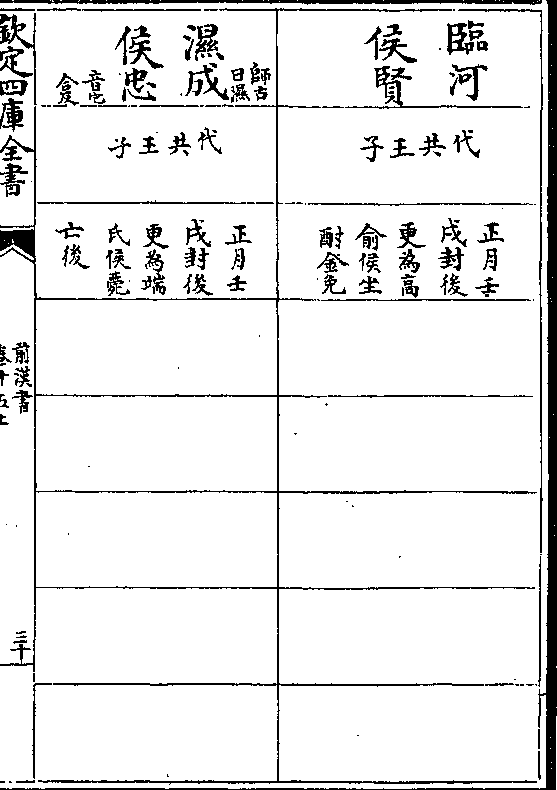 臨河
侯賢
代共王子
正月壬
戌封後
更為高
俞侯坐
酎金免
濕成
師古
曰濕
侯忠
音它
合反
代共王子
正月壬
戌封後
更為端
氏侯薨
亡後
欽定四庫全書
前漢書
卷十五上
三十